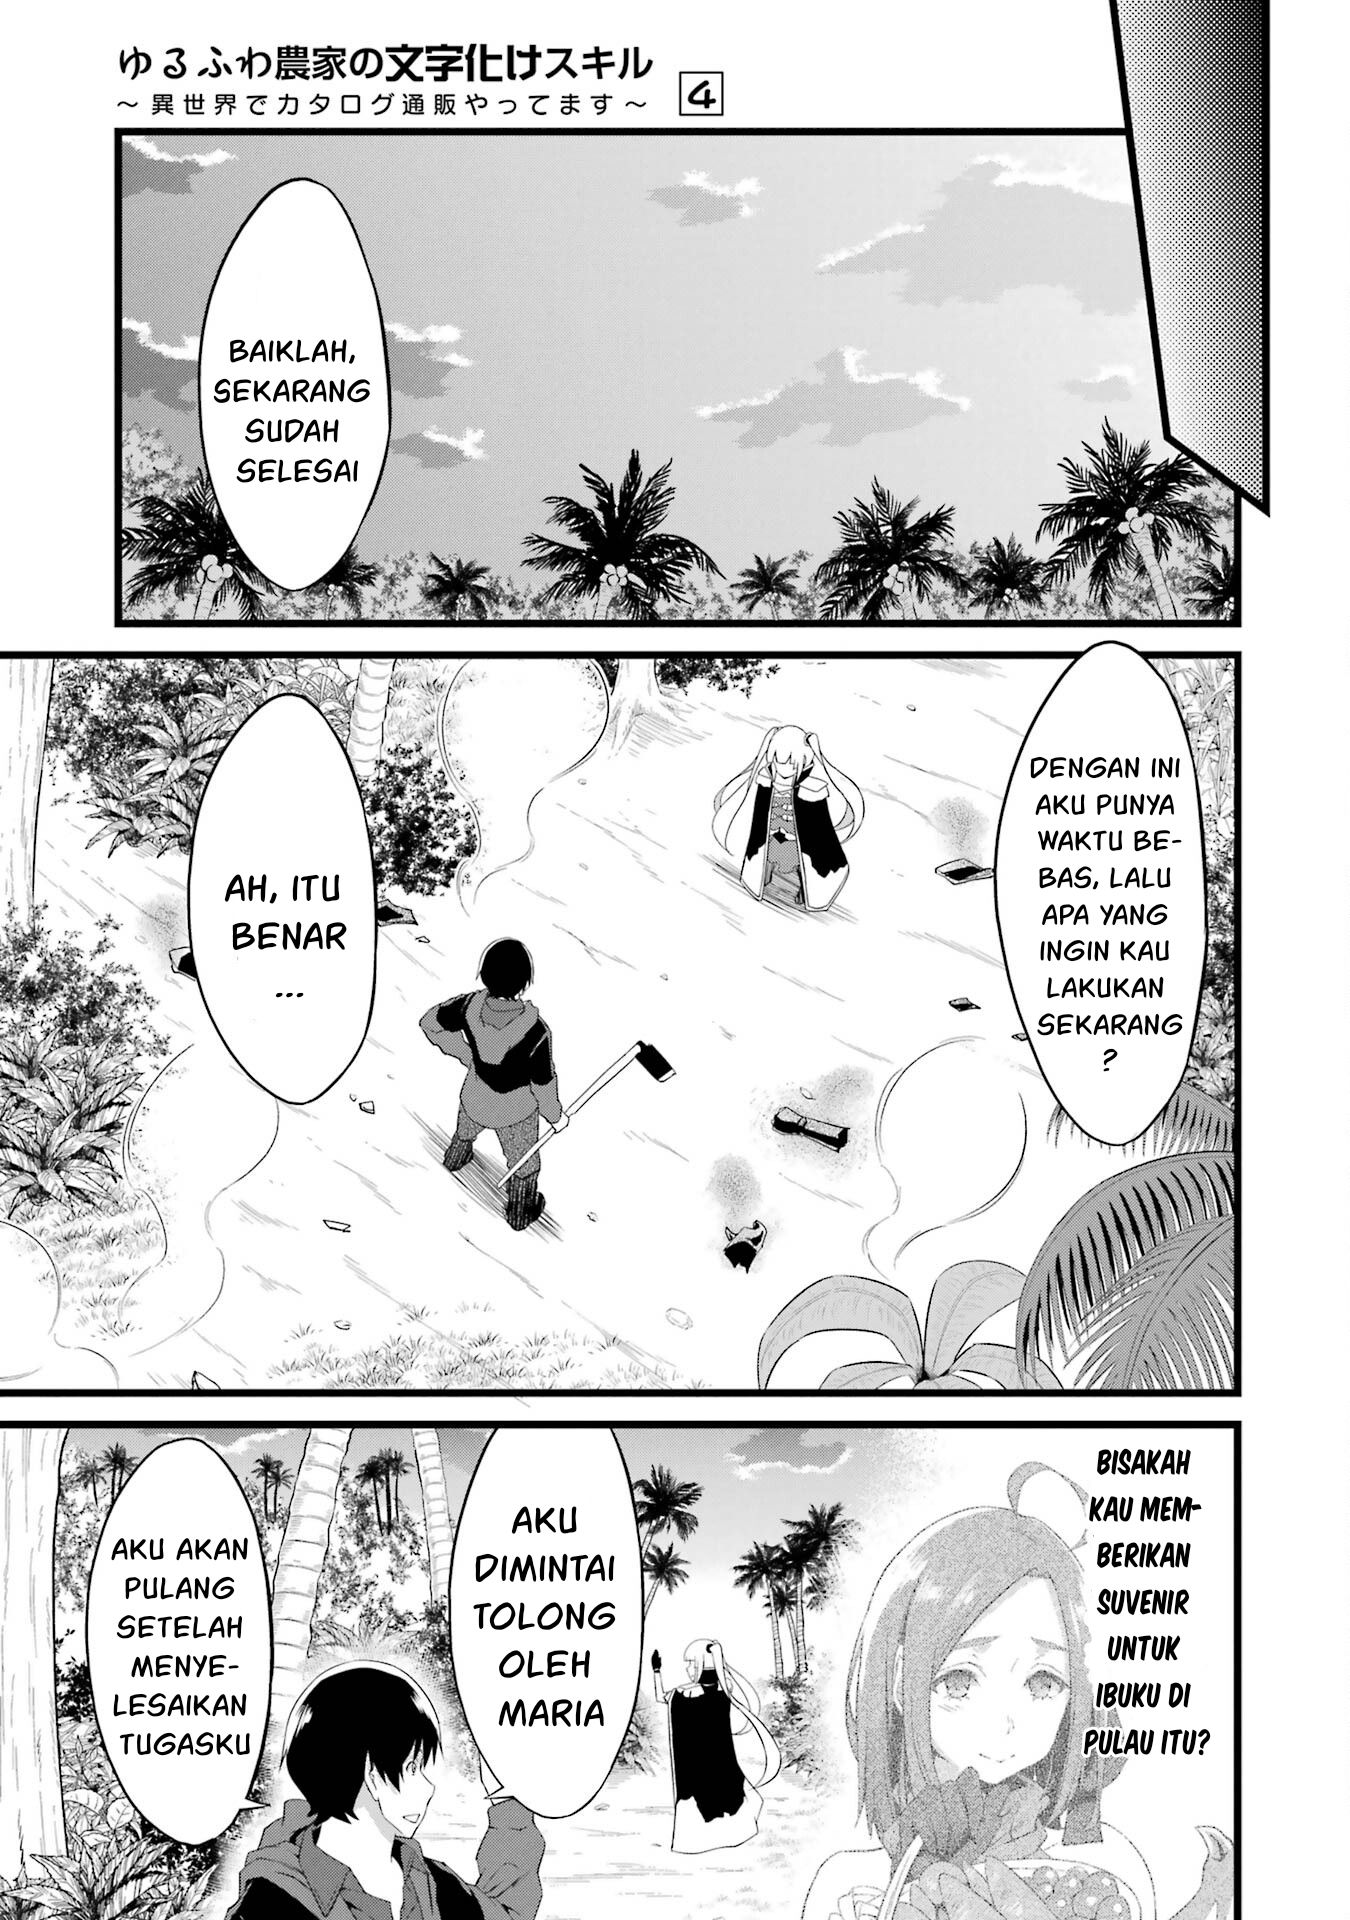 ゆるふわ農家の文字化けスキル
～異世界でカタログ通販やってます～ 4
BAIKLAH,
SEKARANG
SUDAH
SELESAI
DENGAN INI
AKU PUNYA
WAKTU BE-
BAS, LALU
APA YANG
INGIN KAU
LAKUKAN
SEKARANG
?
AH, ITU
BENAR
...
BISAKAH
KAU MEM-
BERIKAN
SUVENIR
UNTUK
IBUKU DI
PULAU ITU?
AKU
DIMINTAI
TOLONG
OLEH
MARIA
AKU AKAN
PULANG
SETELAH
MENYE-
LESAIKAN
TUGASKU